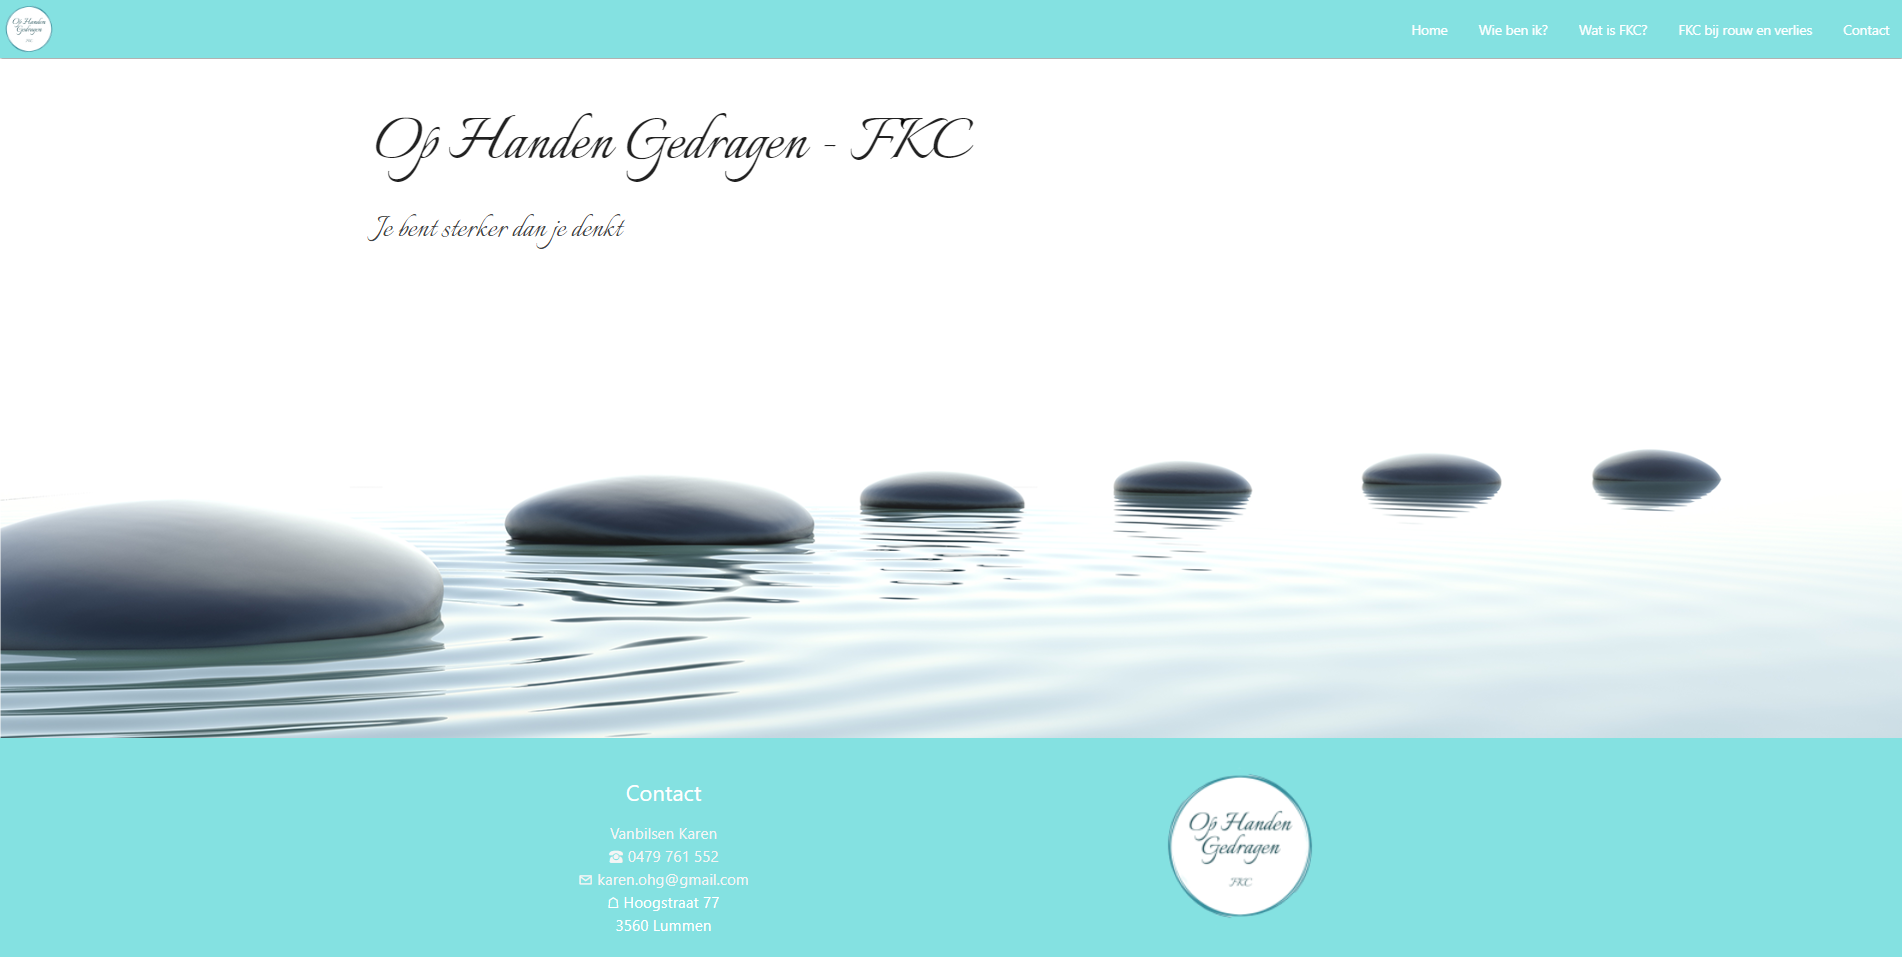 Op Handen
Gedragen
Home
Wie ben ik?
Wat is FKC?
FKC bij rouw en verlies
Contact
Op Handen Gedragen - FKC
Je bent sterker dan je denkt
Contact
Vanbilsen Karen
0479 761 552
karen.ohg@gmail.com
Hoogstraat 77
3560 Lummen
Op Handen
Gedragen
FKC